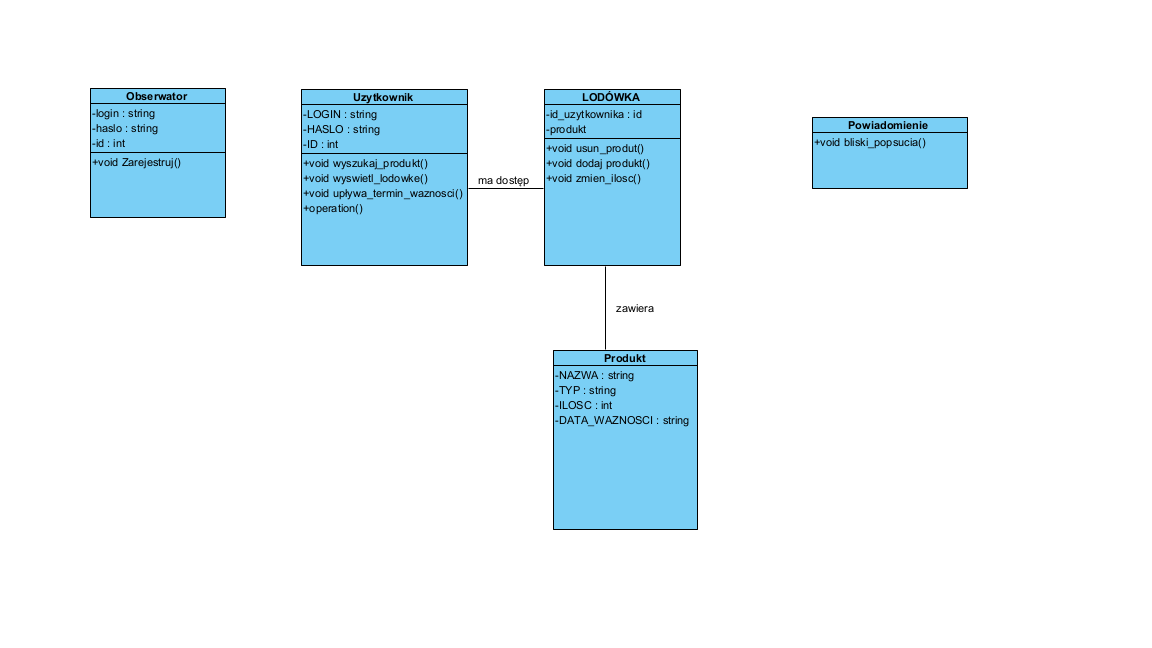 Obserwator
-login : string
-haslo : string
-id : int
+void Zarejestruj()
Uzytkownik
-LOGIN : string
-HASLO : string
-ID : int
+void wyszukaj_produkt()
+void wyswietl_lodowke()
+void upływa_termin_waznosci()
+operation()
ma dostęp
LODÓWKA
-id_uzytkownika : id
-produkt
+void usun_produt()
+void dodaj produkt()
+void zmien_ilosc()
Powiadomienie
+void bliski_popsucia()
zawiera
Produkt
-NAZWA : string
-TYP : string
-ILOSC : int
-DATA_WAZNOSCI : string